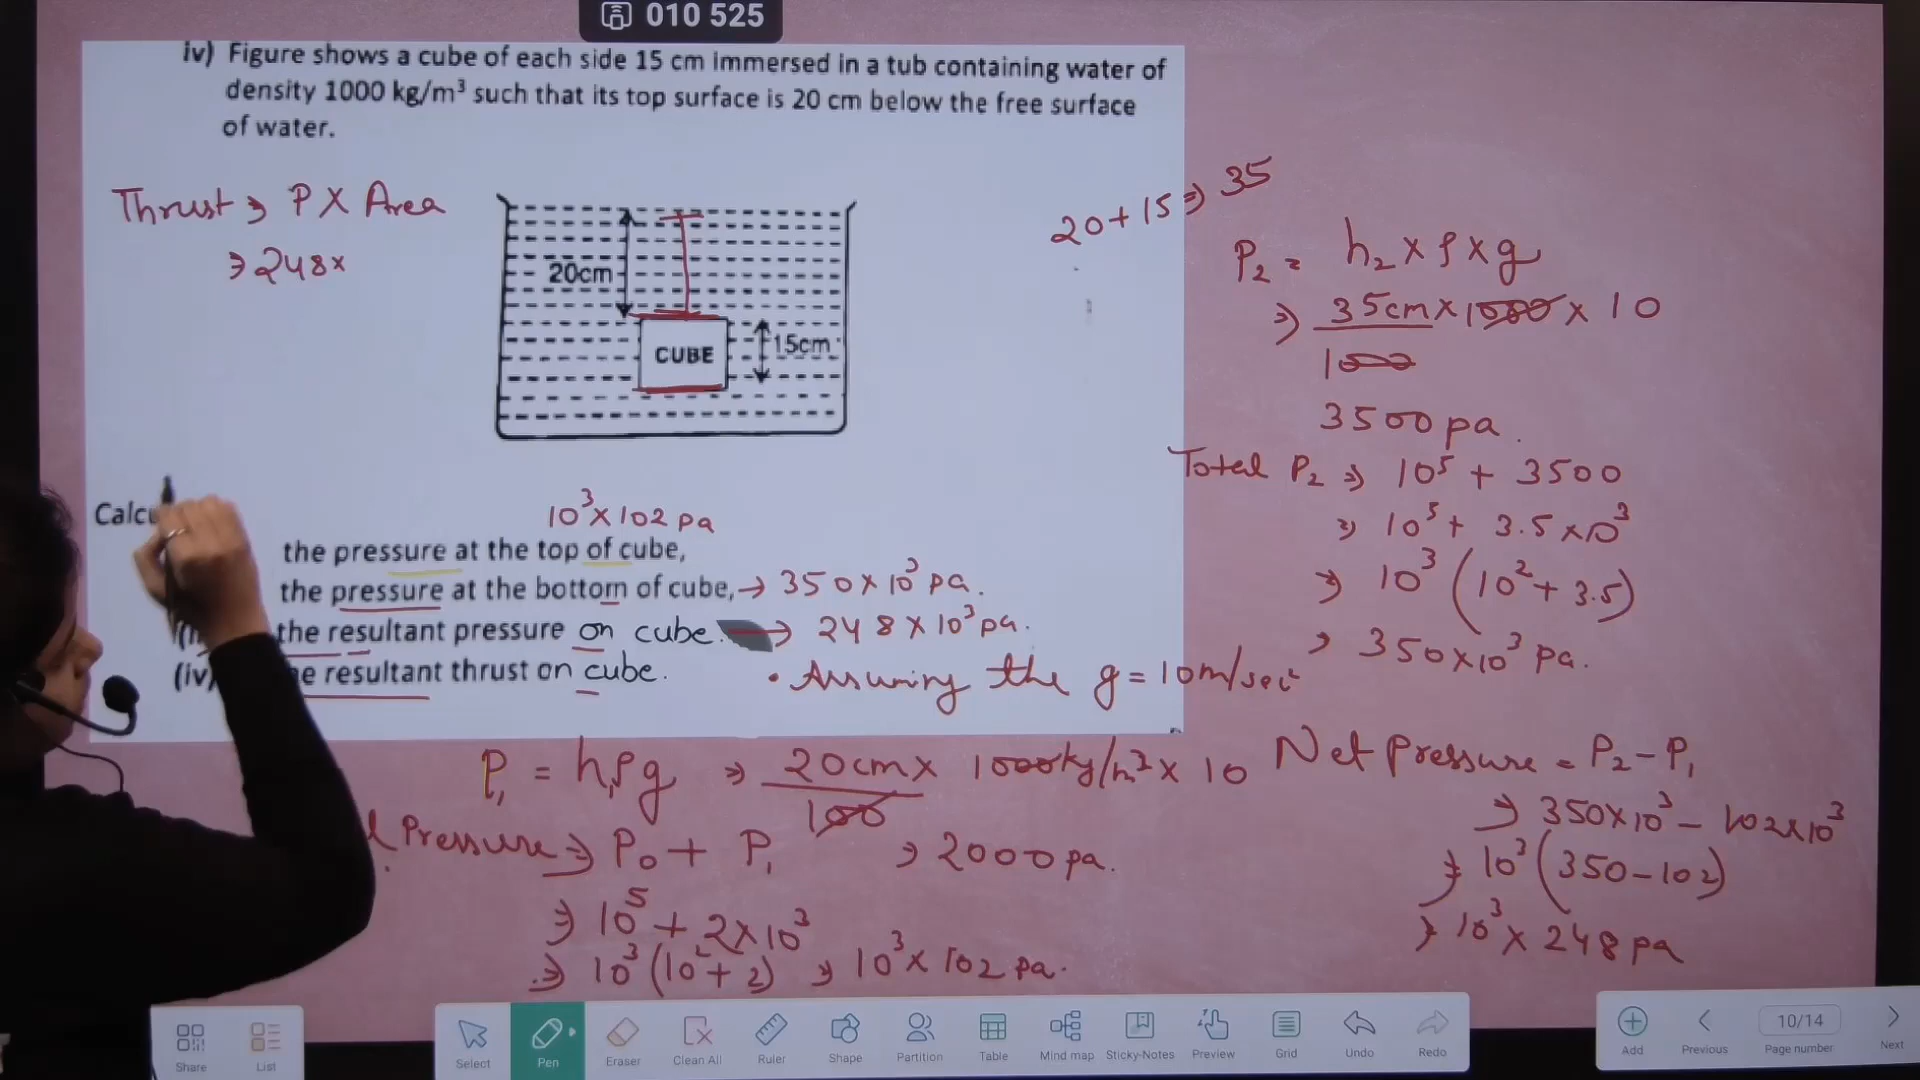 010 525
iv) Figure shows a cube of each side 15 cm immersed in a tub containing water of
density 1000 kg/m³ such that its top surface is 20 cm below the free surface
of water.
Thrust ⇒ P X Area
⇒ 248x
20cm
CUBE
15cm
20+15 ⇒ 35
P₂ = h₂ x ρ x g
⇒ 35cm x 1000 x 10
3500 pa.
Total P₂ ⇒ 10⁵ + 3500
⇒ 10⁵ + 3.5 x 10³
⇒ 10³ (10² + 3.5)
⇒ 350x10³ pa.
10³ x 102 pa
the pressure at the top of cube,
the pressure at the bottom of cube, → 350 x 10³ pa.
the resultant pressure on cube. → 248 x 10³ pa.
(iv) resultant thrust on cube.
• Assuming the g = 10m/sec²
P₁ = h₁ρg ⇒ 20cm x 1000kg/m³ x 10
100
Pressure ⇒ P₀ + P₁ ⇒ 2000 pa.
⇒ 10⁵ + 2x10³
⇒ 10³ (10² + 2) ⇒ 10³ x 102 pa.
Net Pressure = P₂ - P₁
⇒ 350x10³ - 102x10³
⇒ 10³ (350-102)
⇒ 10³ x 248 pa
Share
List
Select
Pen
Eraser
Clean All
Ruler
Shape
Partition
Table
Mind map
Sticky-Notes
Preview
Grid
Undo
Redo
Add
Previous
10/14
Page number
Next